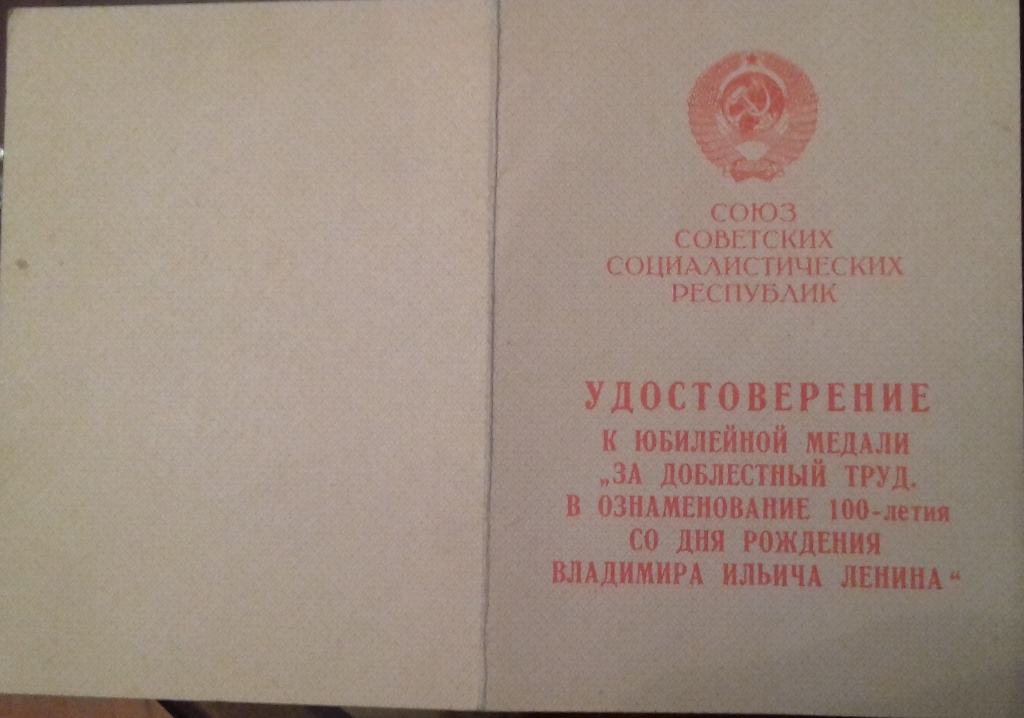 СОЮЗ
СОВЕТСКИХ
СОЦИАЛИСТИЧЕСКИХ
РЕСПУБЛИК
УДОСТОВЕРЕНИЕ
К ЮБИЛЕЙНОЙ МЕДАЛИ
„ЗА ДОБЛЕСТНЫЙ ТРУД.
В ОЗНАМЕНОВАНИЕ 100-летия
СО ДНЯ РОЖДЕНИЯ
ВЛАДИМИРА ИЛЬИЧА ЛЕНИНА“